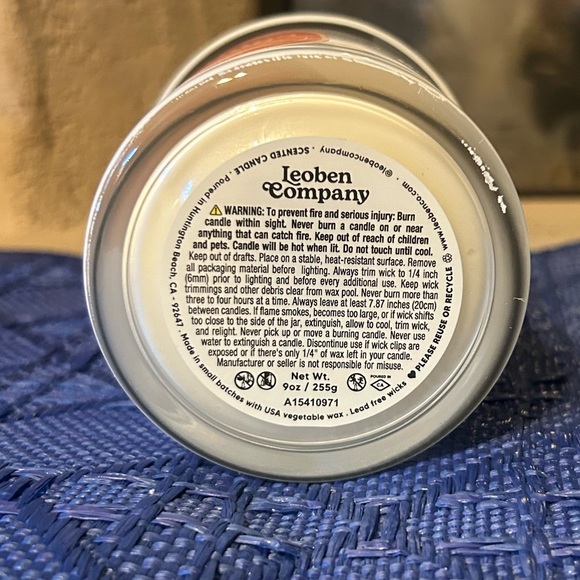 Leoben
Company
⚠ WARNING: To prevent fire and serious injury: Burn
candle within sight. Never burn a candle on or near
anything that can catch fire. Keep out of reach of children
and pets. Candle will be hot when lit. Do not touch until cool.
Keep out of drafts. Place on a stable, heat-resistant surface. Remove
all packaging material before lighting. Always trim wick to 1/4 inch
(6mm) prior to lighting and before every additional use. Keep wick
trimmings and other debris clear from wax pool. Never burn more than
three to four hours at a time. Always leave at least 7.87 inches (20cm)
between candles. If flame smokes, becomes too large, or if wick shifts
too close to the side of the jar, extinguish, allow to cool, trim wick,
and relight. Never pick up or move a burning candle. Never use
water to extinguish a candle. Discontinue use if wick clips are
exposed or if there's only 1/4" of wax left in your candle.
Manufacturer or seller is not responsible for misuse.
Net Wt.
9oz / 255g
POURED IN
CA
A15410971
Made in small batches with USA vegetable wax . Lead free wicks
♥ PLEASE REUSE OR RECYCLE
www.leobenco.com .
@leobencompany
. SCENTED CANDLE .
Poured in Huntington Beach, CA - 92647 .